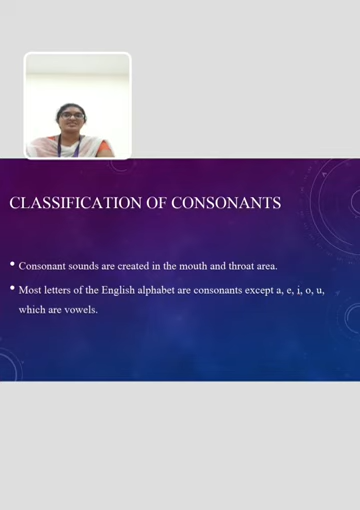 CLASSIFICATION OF CONSONANTS
• Consonant sounds are created in the mouth and throat area.
• Most letters of the English alphabet are consonants except a, e, i, o, u,
which are vowels.